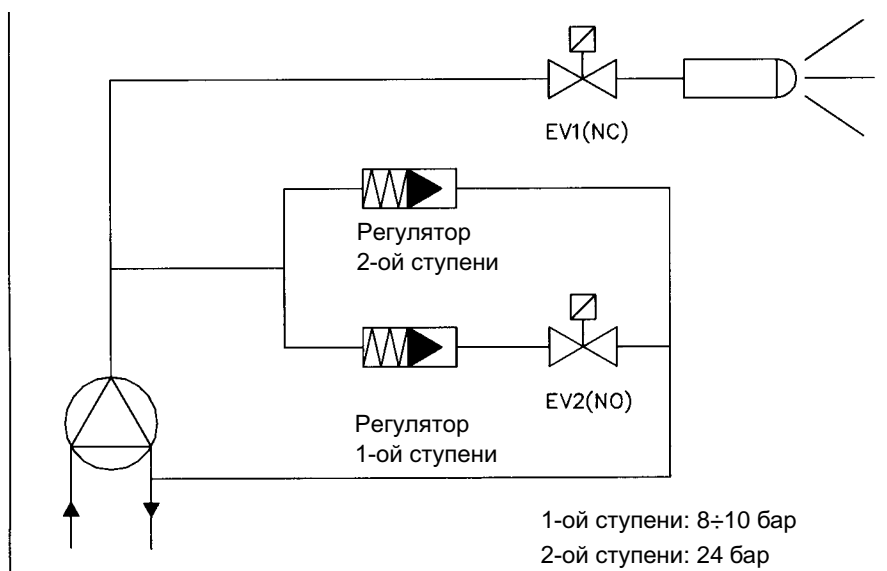 EV1(NC)
Регулятор
2-ой ступени
EV2(NO)
Регулятор
1-ой ступени
1-ой ступени: 8÷10 бар
2-ой ступени: 24 бар